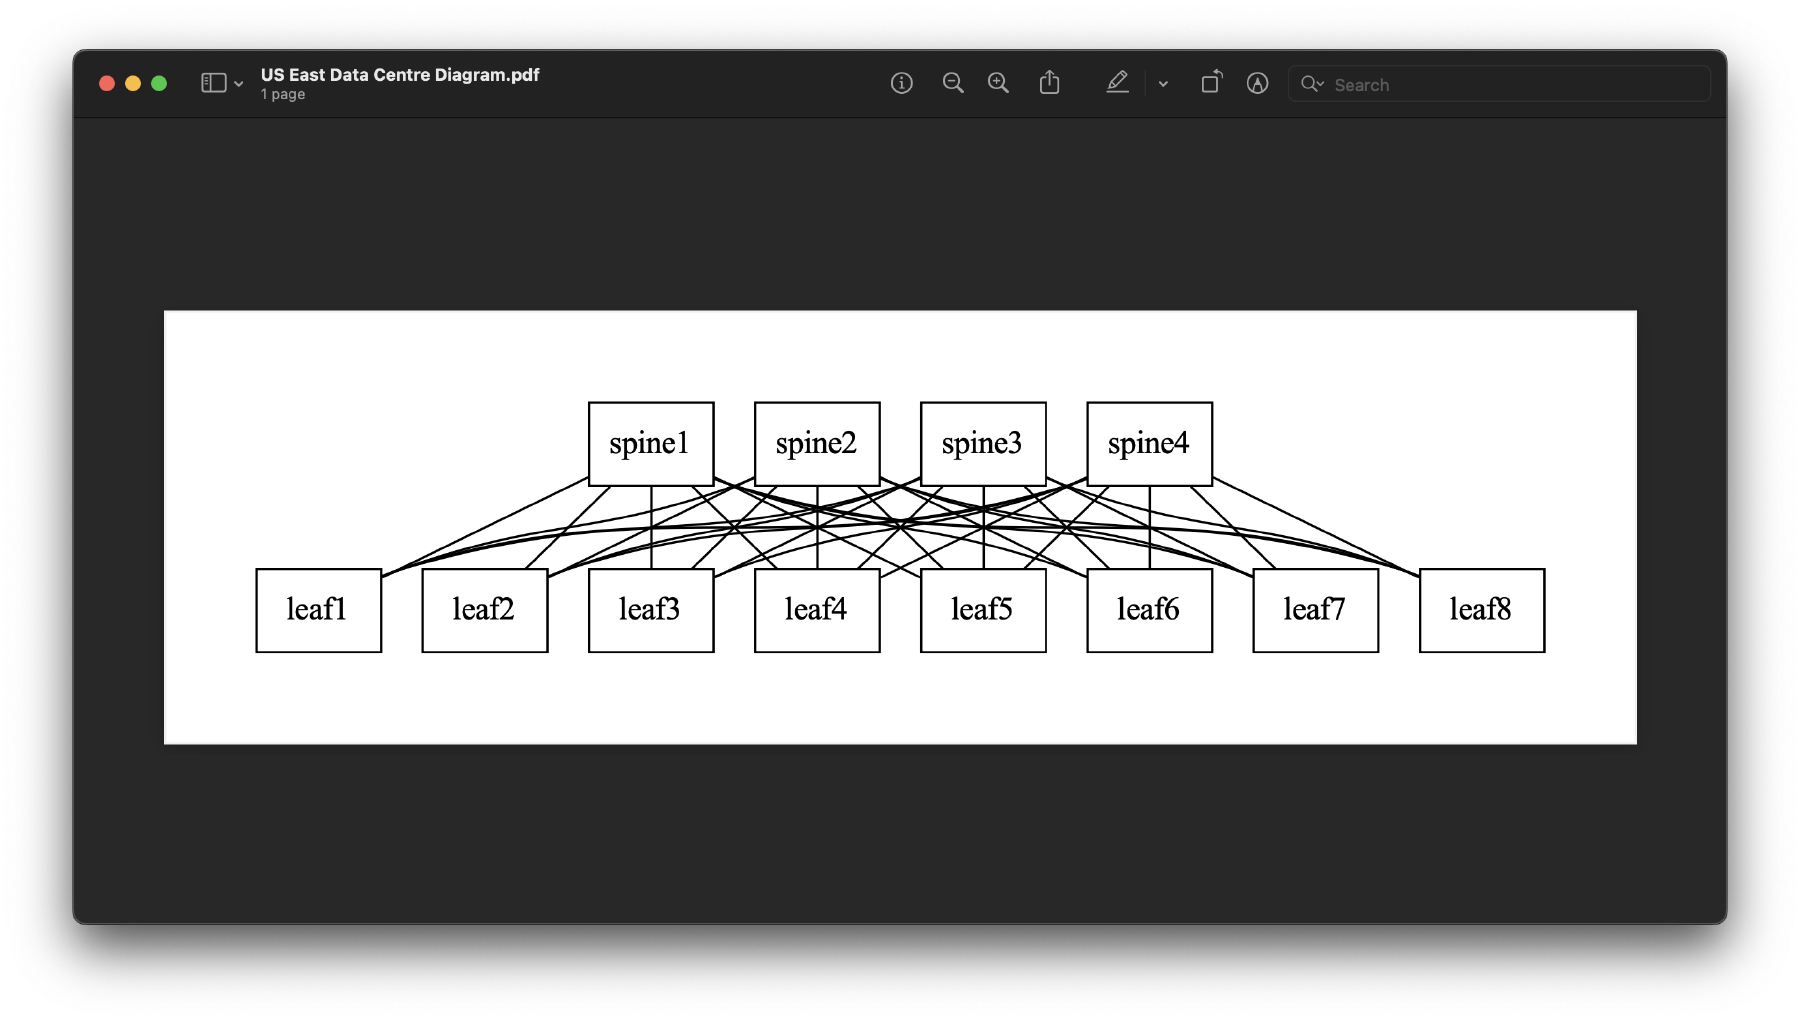 US East Data Centre Diagram.pdf
1 page
Search
spine1 spine2 spine3 spine4
leaf1 leaf2 leaf3 leaf4 leaf5 leaf6 leaf7 leaf8